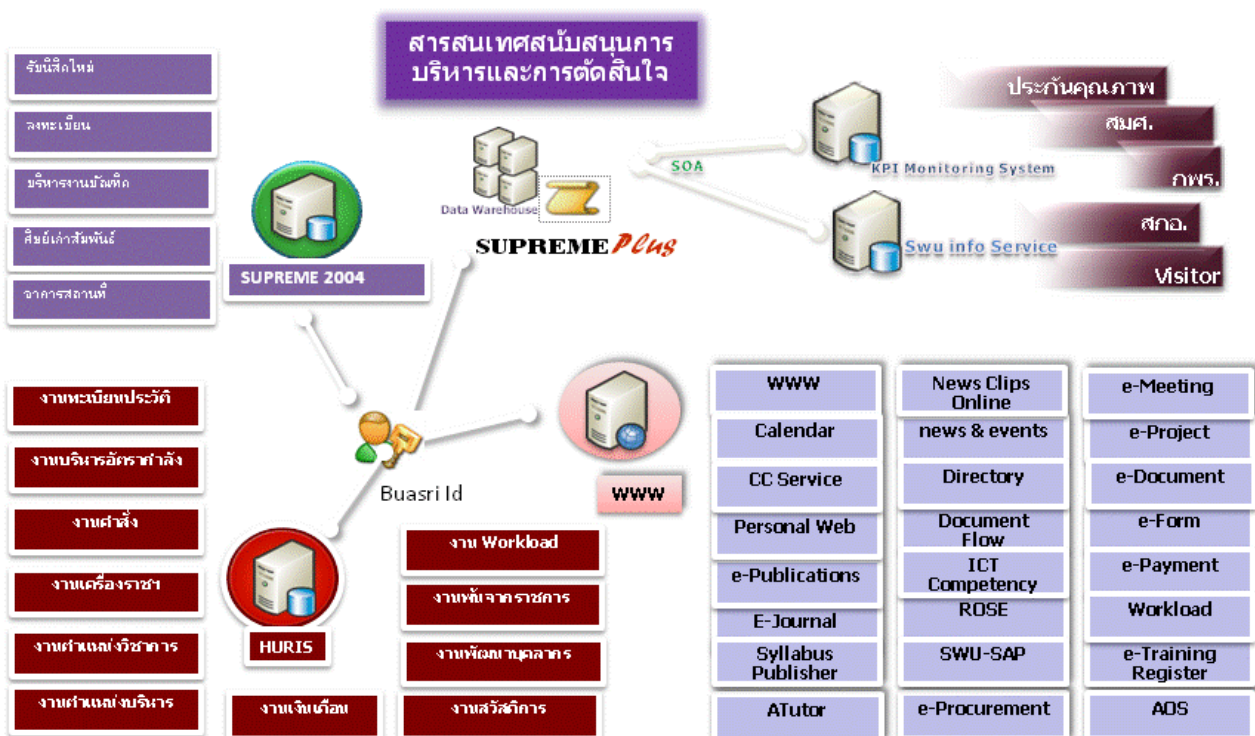 สารสนเทศสนับสนุนการ
บริหารและการตัดสินใจ
รับนิสิตใหม่
ลงทะเบียน
บริหารงานบัณฑิต
ศิษย์เก่าสัมพันธ์
อาคารสถานที่
SUPREME 2004
Data Warehouse
SUPREME Plus
SOA
KPI Monitoring System
Swu info Service
ประกันคุณภาพ
สมศ.
กพร.
สกอ.
Visitor
Buasri Id
WWW
งานทะเบียนประวัติ
งานบริหารอัตรากำลัง
งานคำสั่ง
งานเครื่องราชฯ
งานตำแหน่งวิชาการ
งานตำแหน่งบริหาร
HURIS
งานเงินเดือน
งาน Workload
งานพ้นจากราชการ
งานพัฒนาบุคลากร
งานสวัสดิการ
WWW
Calendar
CC Service
Personal Web
e-Publications
E-Journal
Syllabus
Publisher
ATutor
News Clips
Online
news & events
Directory
Document
Flow
ICT
Competency
ROSE
SWU-SAP
e-Procurement
e-Meeting
e-Project
e-Document
e-Form
e-Payment
Workload
e-Training
Register
AOS